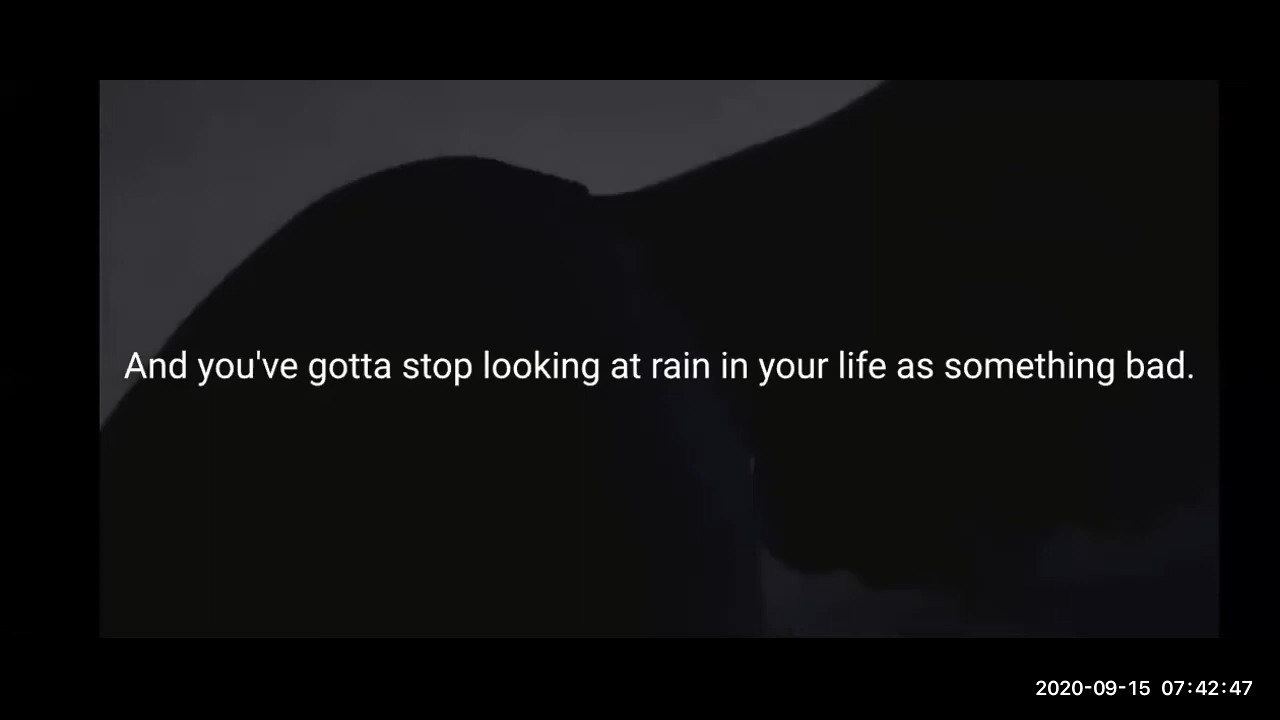 And you've gotta stop looking at rain in your life as something bad.
2020-09-15 07:42:47